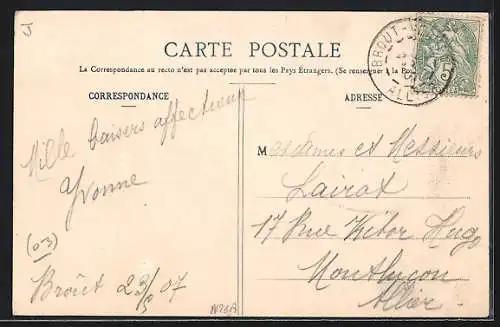 J
CARTE POSTALE
La Correspondance au recto n'est pas acceptée par tous les Pays Étrangers. (Se renseigner à la
CORRESPONDANCE
ADRESSE
BROUT-
ALL
Mille baisers affectueux
Yvonne
(03)
Broût 23/5 07
Mesdames et Messieurs
Lairat
17 Rue Victor Hugo
Montluçon
Allier